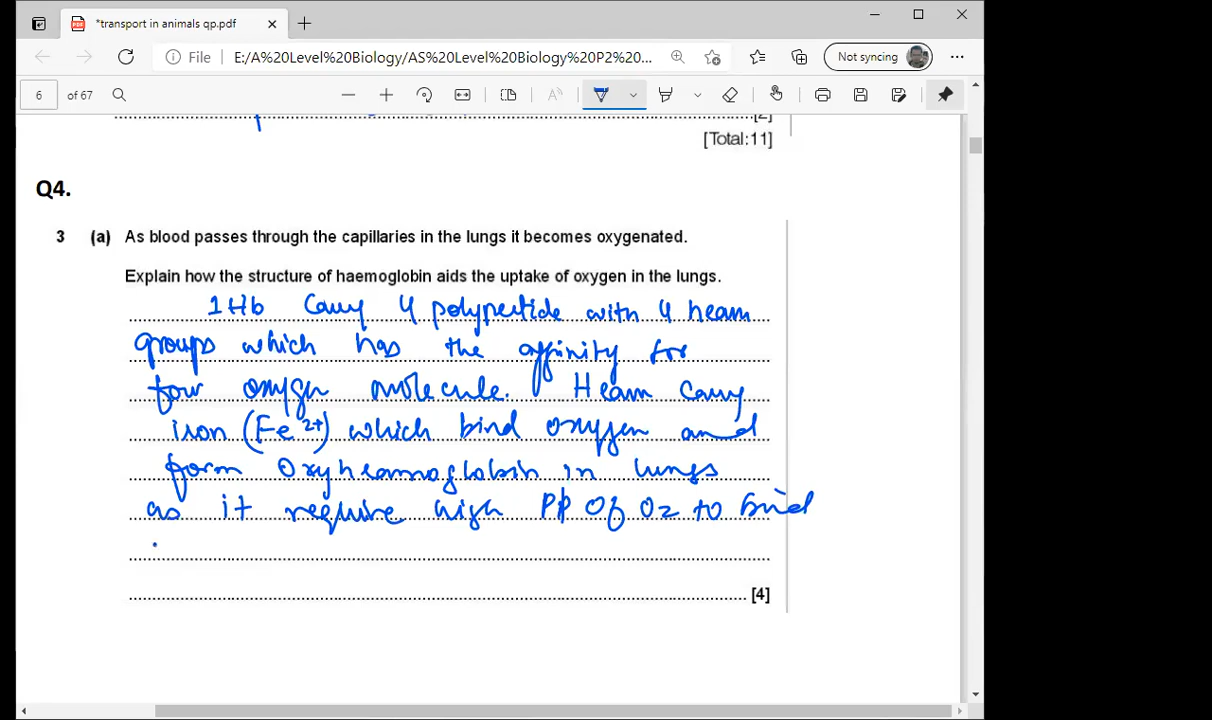 *transport in animals qp.pdf
File E:/A%20Level%20Biology/AS%20Level%20Biology%20P2%20... Not syncing
6 of 67
[2]
[Total:11]
Q4.
3 (a) As blood passes through the capillaries in the lungs it becomes oxygenated.
Explain how the structure of haemoglobin aids the uptake of oxygen in the lungs.
1 Hb Carry 4 polypeptide with 4 heam
groups which has the affinity for
four oxygen molecule. Heam carry
iron (Fe2+) which bind oxygen and
form Oxyheamoglobin in lungs
as it require high PP Of O2 to bind
[4]